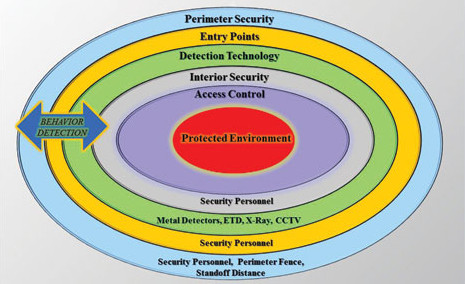 Perimeter Security
Entry Points
Detection Technology
Interior Security
Access Control
BEHAVIOR
DETECTION
Protected Environment
Security Personnel
Metal Detectors, ETD, X-Ray, CCTV
Security Personnel
Security Personnel, Perimeter Fence,
Standoff Distance